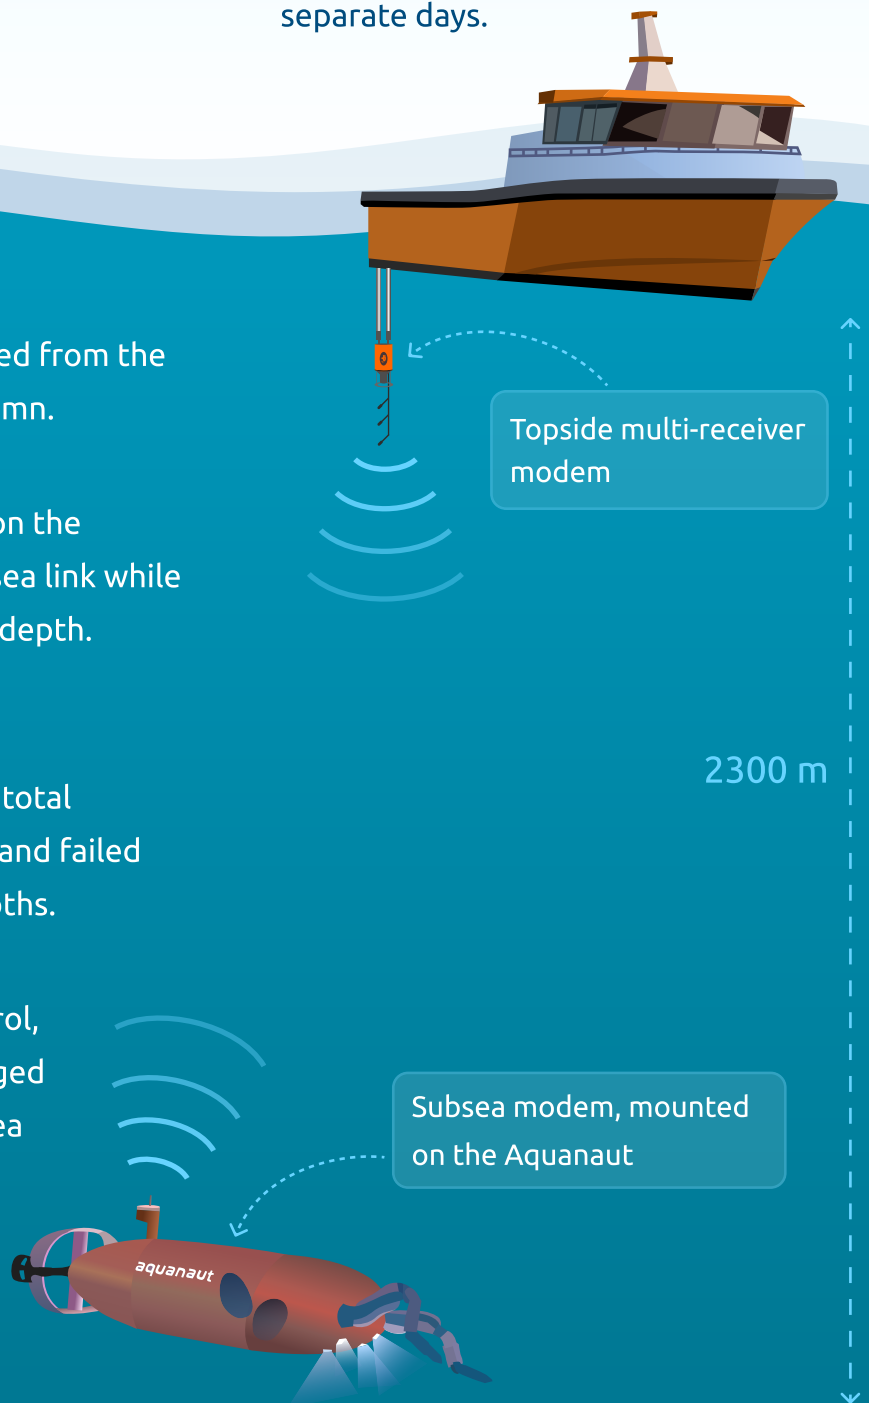 separate days.
ed from the
mn.
Topside multi-receiver
modem
on the
sea link while
depth.
2300 m
total
and failed
ths.
rol,
ged
ea
Subsea modem, mounted
on the Aquanaut
aquanaut